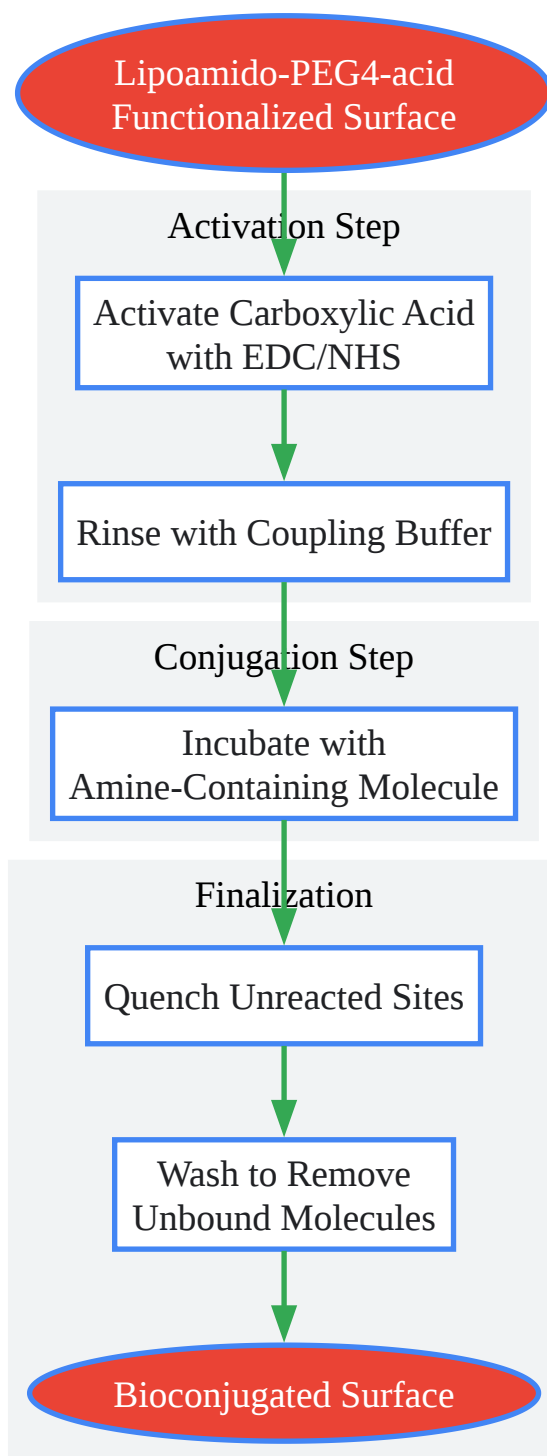 Lipoamido-PEG4-acid
Functionalized Surface
Activation Step
Activate Carboxylic Acid
with EDC/NHS
Rinse with Coupling Buffer
Conjugation Step
Incubate with
Amine-Containing Molecule
Finalization
Quench Unreacted Sites
Wash to Remove
Unbound Molecules
Bioconjugated Surface